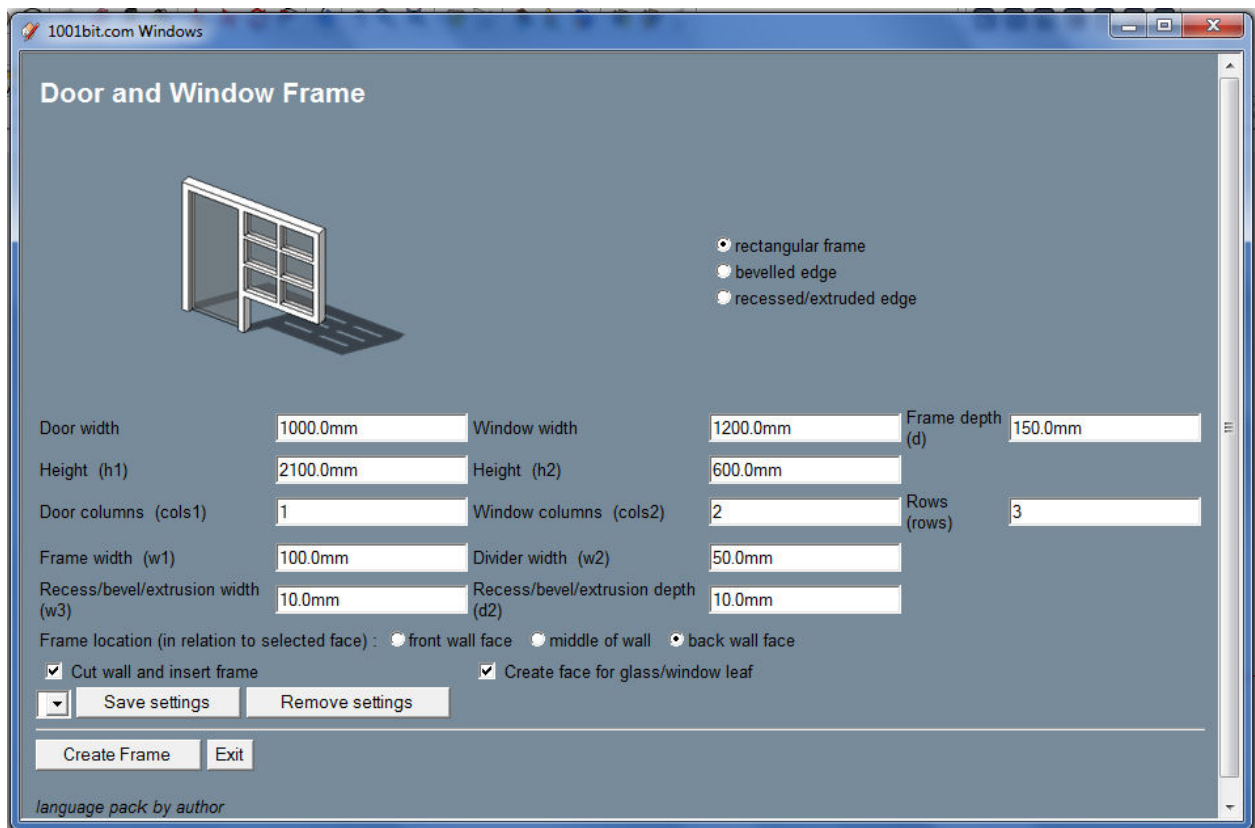 1001bit.com Windows
Door and Window Frame
rectangular frame
bevelled edge
recessed/extruded edge
Door width 1000.0mm Window width 1200.0mm Frame depth (d) 150.0mm
Height (h1) 2100.0mm Height (h2) 600.0mm
Door columns (cols1) 1 Window columns (cols2) 2 Rows (rows) 3
Frame width (w1) 100.0mm Divider width (w2) 50.0mm
Recess/bevel/extrusion width (w3) 10.0mm Recess/bevel/extrusion depth (d2) 10.0mm
Frame location (in relation to selected face) : front wall face middle of wall back wall face
Cut wall and insert frame Create face for glass/window leaf
Save settings Remove settings
Create Frame Exit
language pack by author